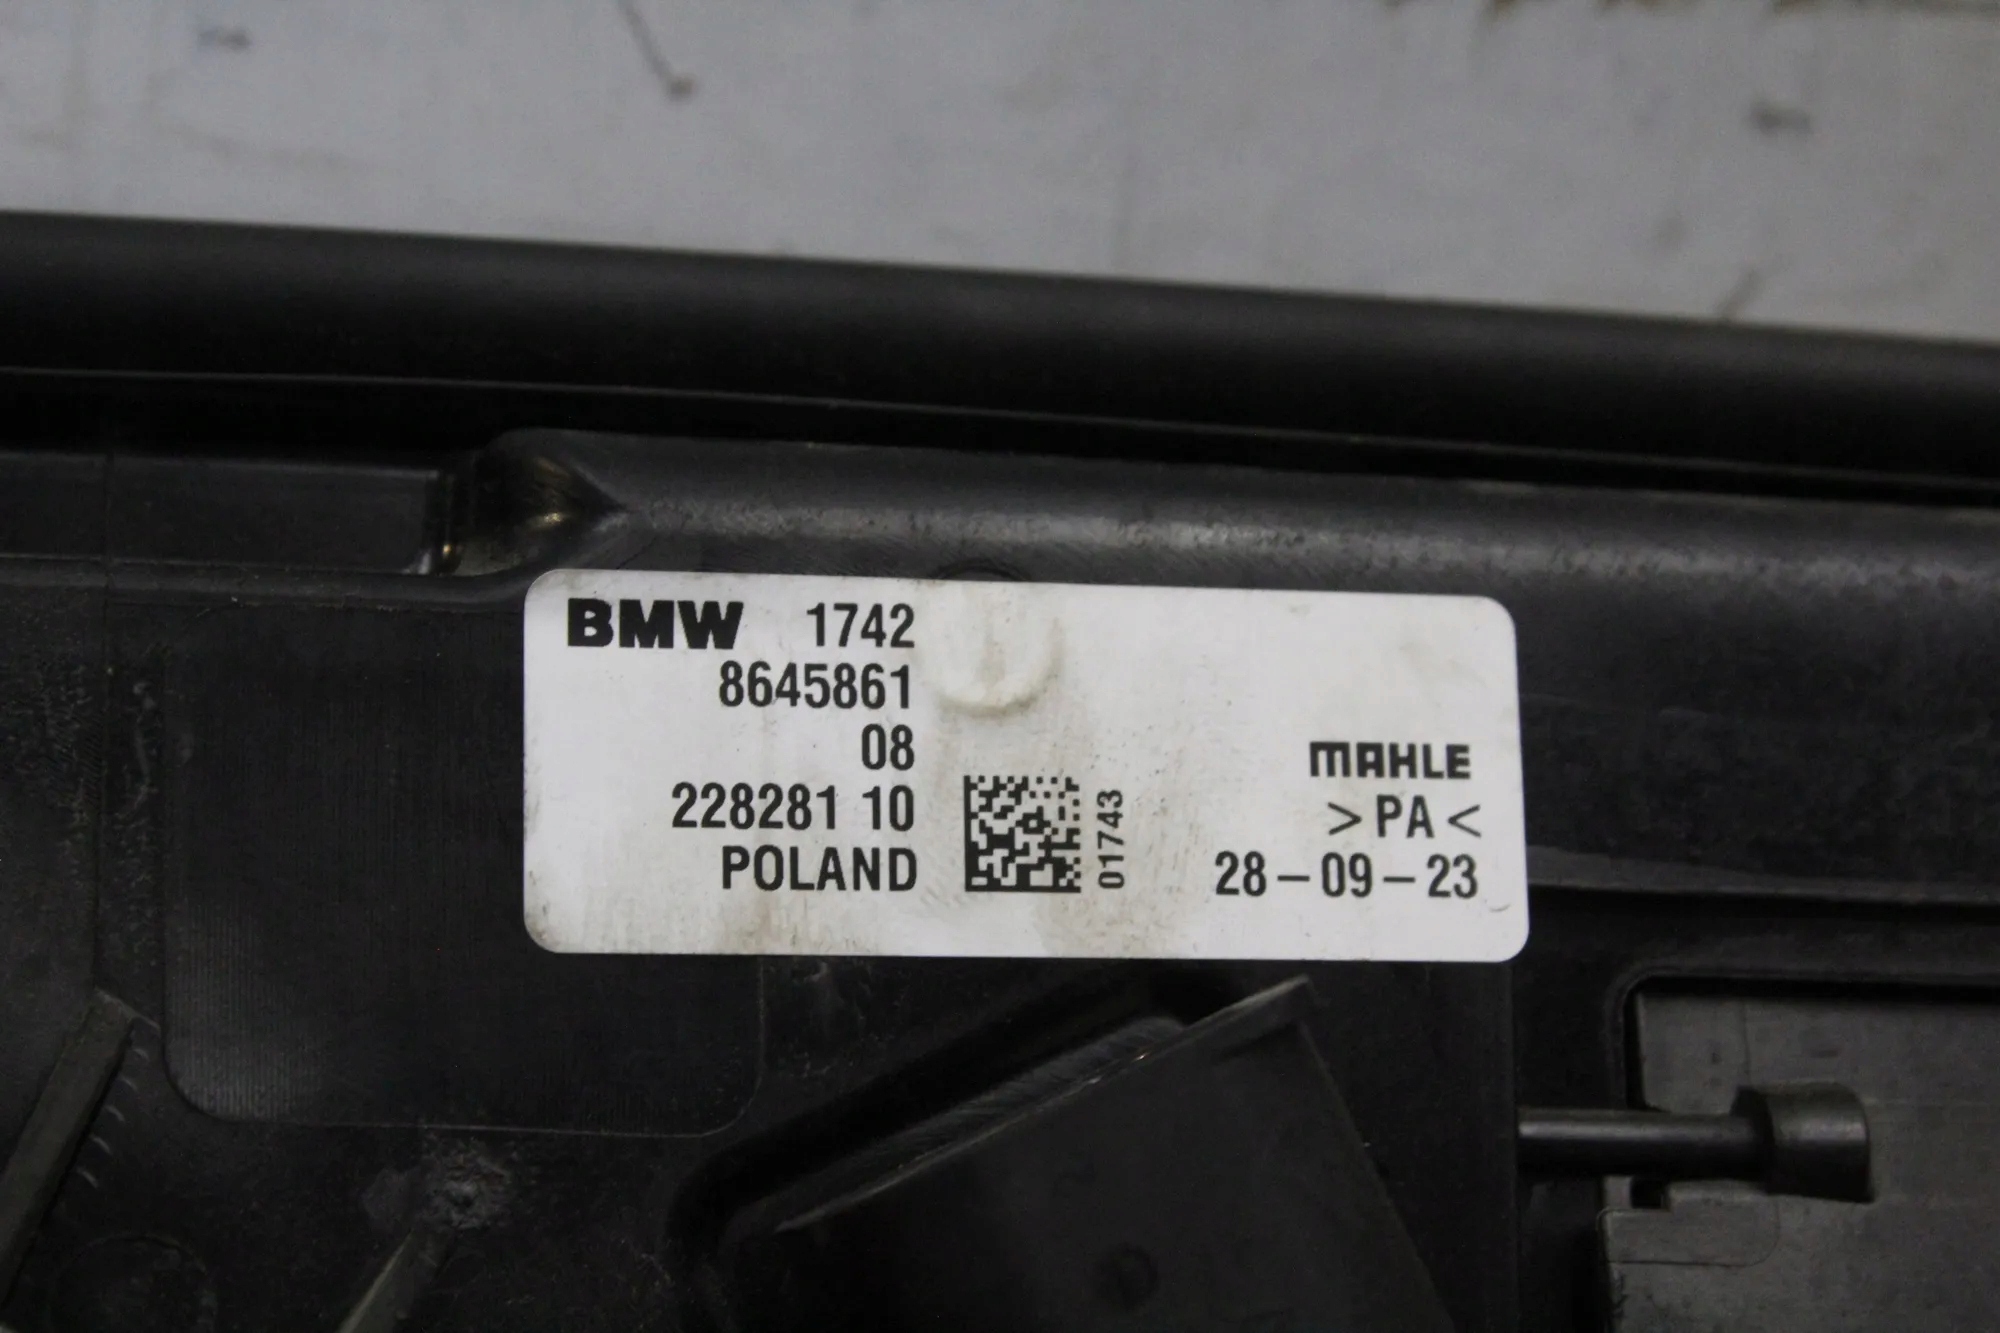 BMW 1742
8645861
08
228281 10
POLAND
01743
MAHLE
>PA<
28-09-23